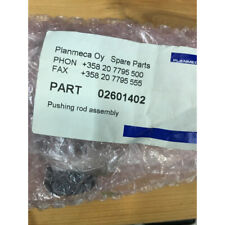 Planmeca Oy Spare Parts
PHON +358 20 7795 500
FAX +358 20 7795 555
PART 02601402
Pushing rod assembly
PLANMECA